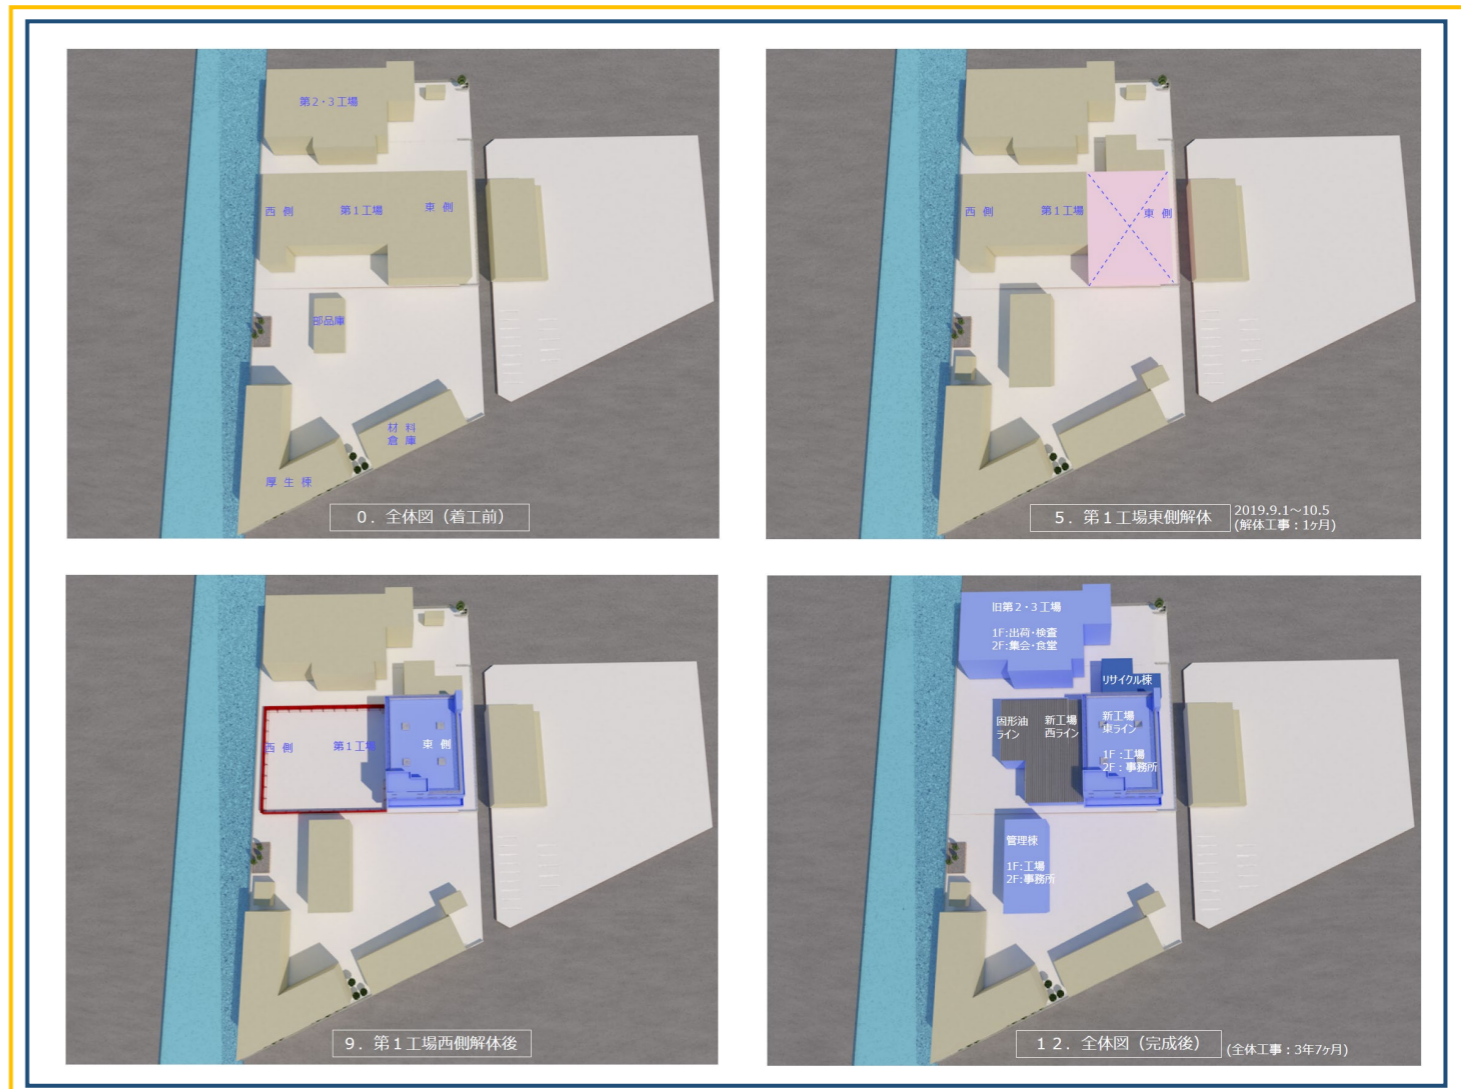 第2・3工場
西 側
第1工場
東 側
部品庫
材 料
倉 庫
厚 生 棟
0．全体図（着工前）
西 側
第1工場
東 側
5．第1工場東側解体
2019.9.1～10.5
(解体工事：1ヶ月)
西 側
第1工場
東 側
9．第1工場西側解体後
旧第2・3工場
1F:出荷・検査
2F:集会・食堂
リサイクル棟
固形油
ライン
新工場
西ライン
新工場
東ライン
1F：工場
2F：事務所
管理棟
1F:工場
2F:事務所
12．全体図（完成後）
(全体工事：3年7ヶ月)